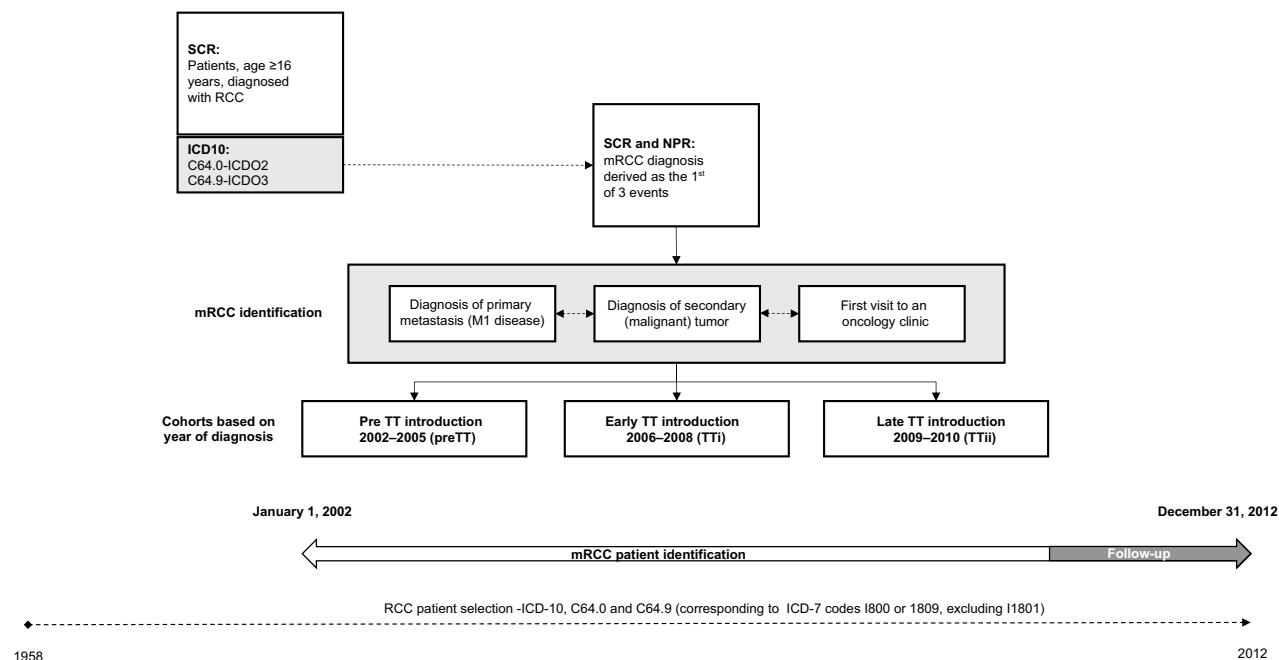 SCR:
Patients, age ≥16
years, diagnosed
with RCC
ICD10:
C64.0-ICDO2
C64.9-ICDO3
SCR and NPR:
mRCC diagnosis
derived as the 1st
of 3 events
mRCC identification
Diagnosis of primary
metastasis (M1 disease)
Diagnosis of secondary
(malignant) tumor
First visit to an
oncology clinic
Cohorts based on
year of diagnosis
Pre TT introduction
2002–2005 (preTT)
Early TT introduction
2006–2008 (TTi)
Late TT introduction
2009–2010 (TTii)
January 1, 2002
December 31, 2012
mRCC patient identification
Follow-up
RCC patient selection -ICD-10, C64.0 and C64.9 (corresponding to ICD-7 codes I800 or 1809, excluding I1801)
1958
2012